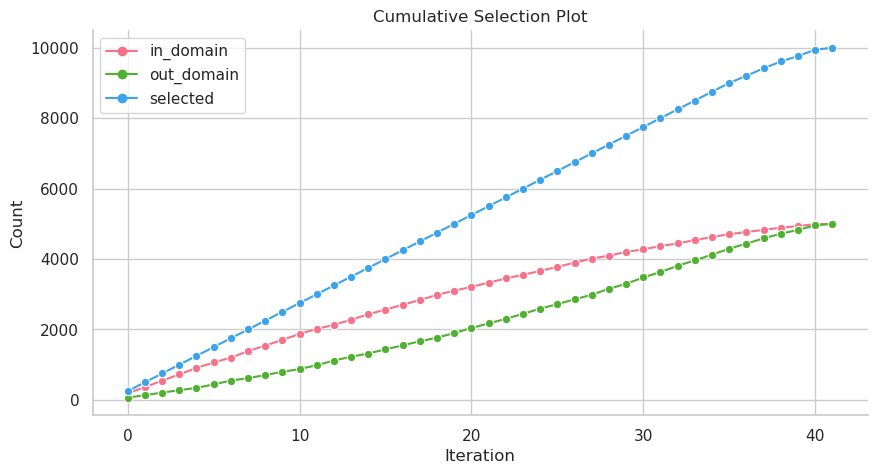 Cumulative Selection Plot
in_domain
out_domain
selected
10000
8000
6000
4000
2000
0
Count
0 10 20 30 40
Iteration